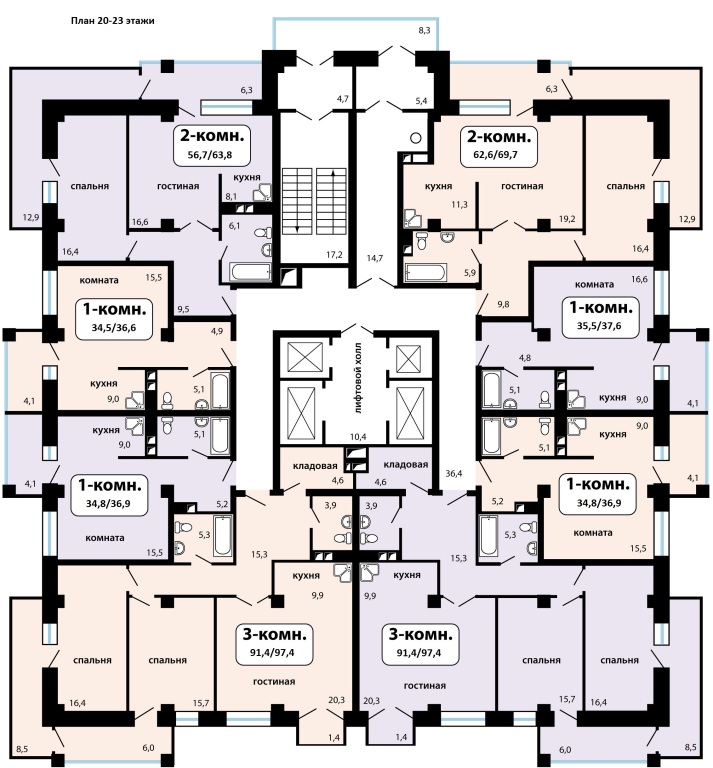 План 20-23 этажи
8,3
6,3
4,7
5,4
6,3
2-комн.
56,7/63,8
2-комн.
62,6/69,7
спальня
гостиная
кухня
8,1
кухня
11,3
гостиная
спальня
12,9
16,6
6,1
19,2
12,9
16,4
17,2
14,7
5,9
16,4
комната
15,5
9,5
9,8
комната
16,6
1-комн.
34,5/36,6
1-комн.
35,5/37,6
4,9
4,8
лифтовой холл
кухня
9,0
5,1
5,1
кухня
9,0
4,1
4,1
кухня
9,0
5,1
10,4
5,1
9,0
кухня
4,1
4,1
1-комн.
34,8/36,9
кладовая
4,6
кладовая
4,6
36,4
1-комн.
34,8/36,9
5,2
5,2
комната
15,5
5,3
3,9
3,9
5,3
комната
15,5
15,3
15,3
кухня
9,9
кухня
9,9
3-комн.
91,4/97,4
3-комн.
91,4/97,4
спальня
спальня
гостиная
гостиная
спальня
спальня
16,4
15,7
20,3
20,3
15,7
16,4
1,4
1,4
8,5
6,0
6,0
8,5